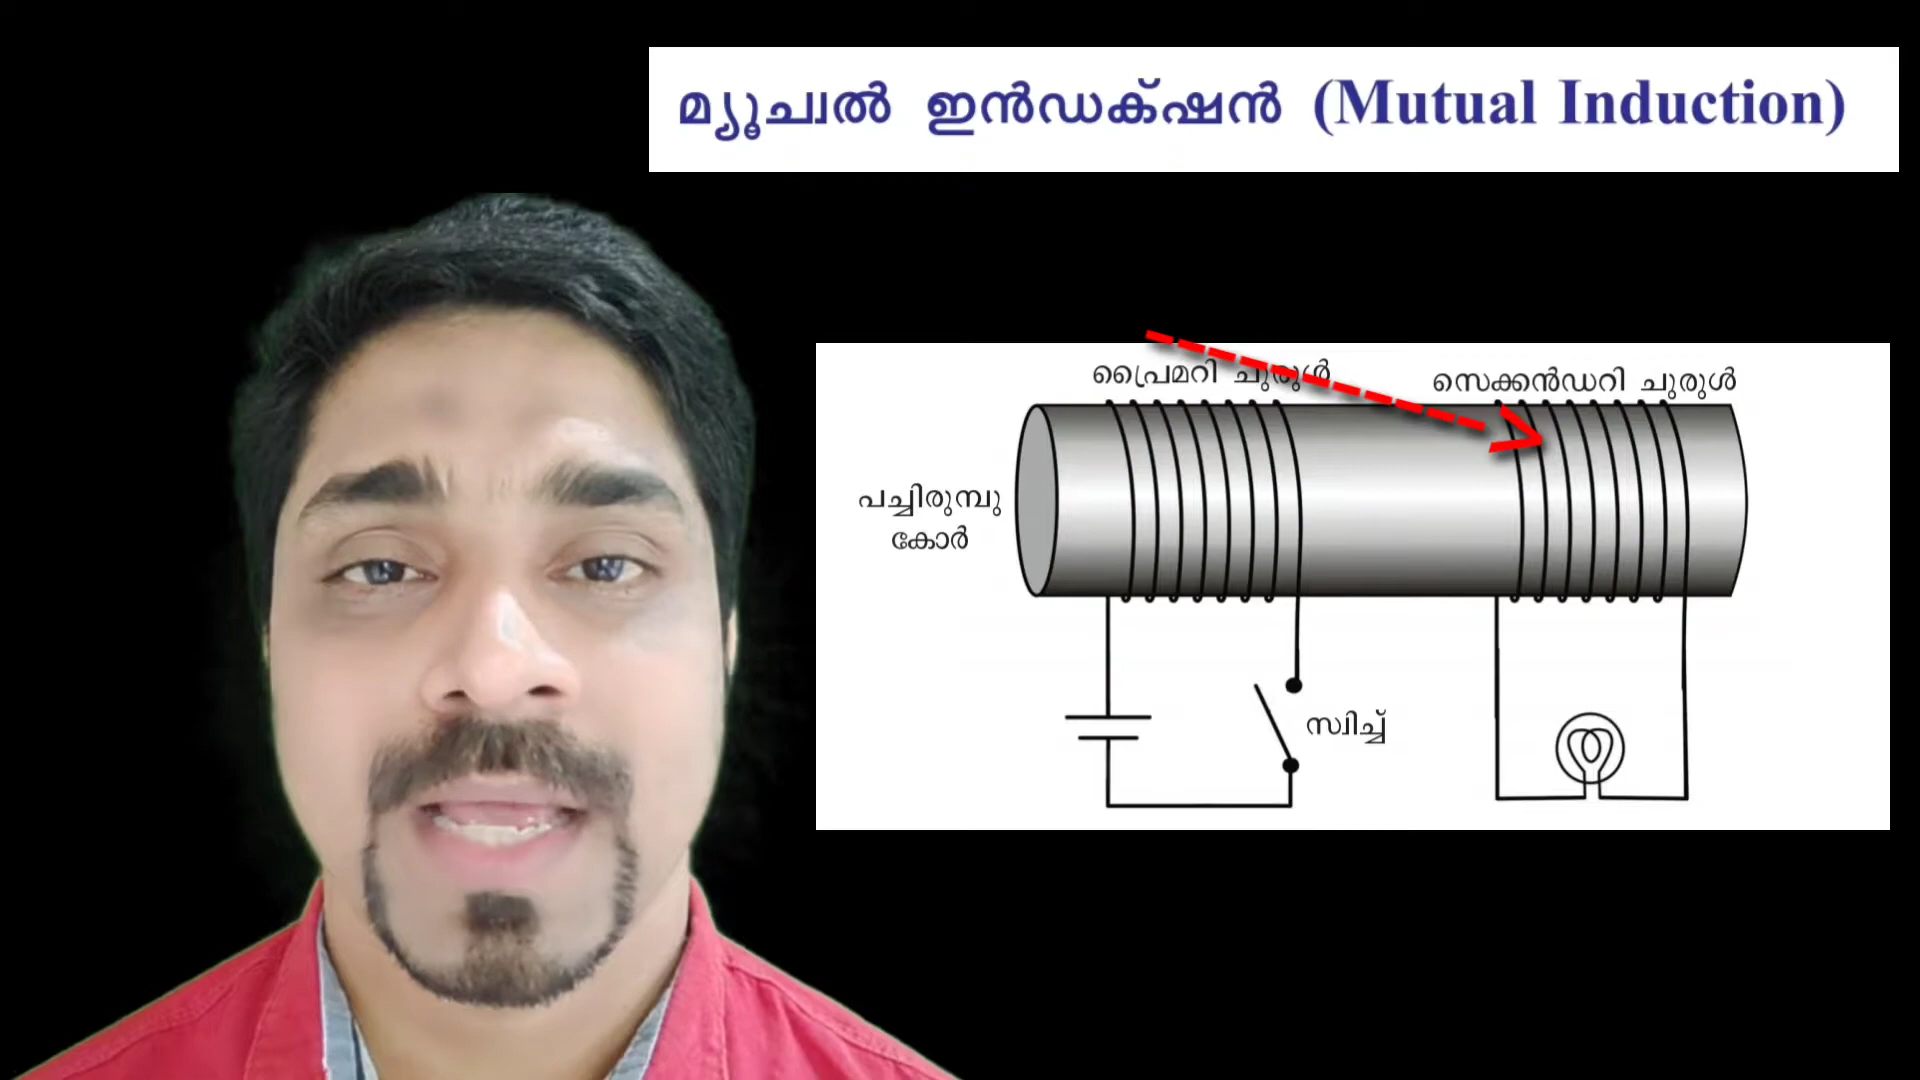 മ്യൂച്വൽ ഇൻഡക്ഷൻ (Mutual Induction)
പ്രൈമറി ചുരുൾ
സെക്കൻഡറി ചുരുൾ
പച്ചിരുമ്പു
കോർ
സ്വിച്ച്